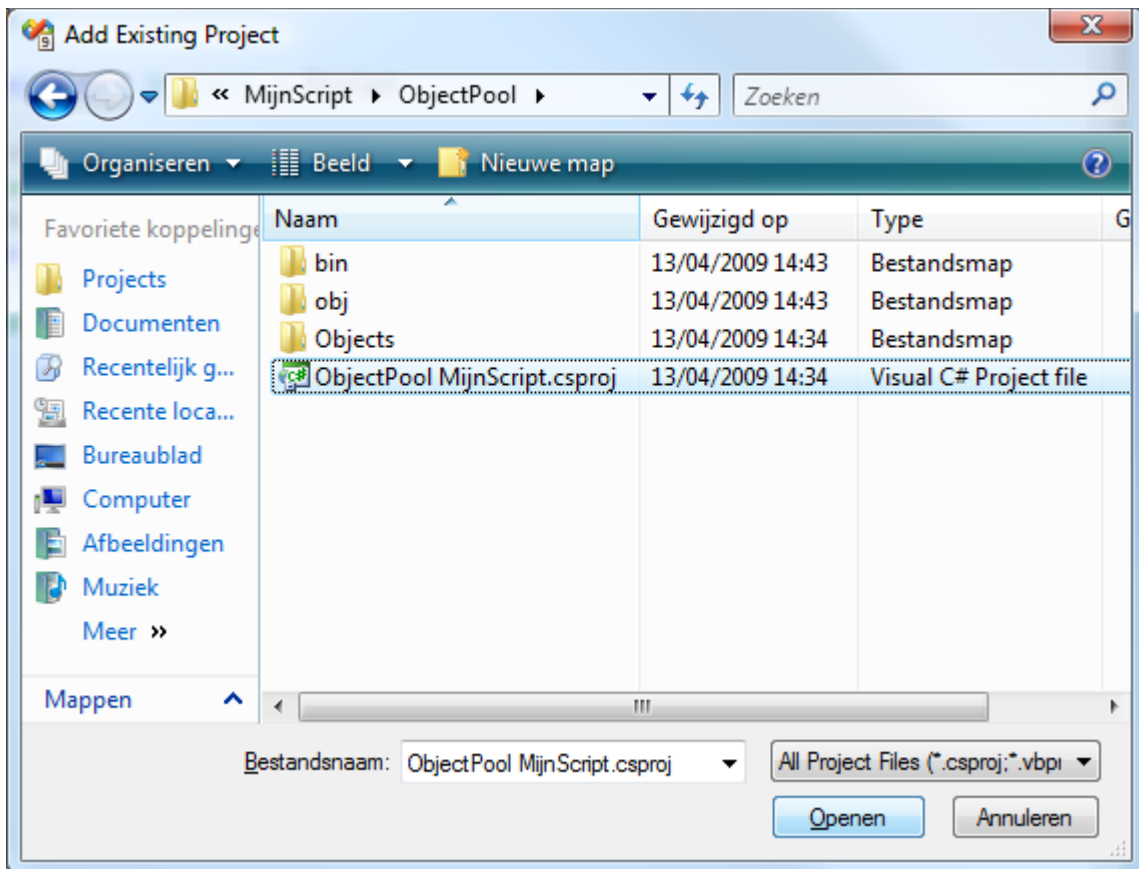 Add Existing Project
« MijnScript ObjectPool Zoeken
Organiseren Beeld Nieuwe map
Favoriete koppelinge
Projects
Documenten
Recentelijk g...
Recente loca...
Bureaublad
Computer
Afbeeldingen
Muziek
Meer »
Mappen
Naam Gewijzigd op Type G
bin 13/04/2009 14:43 Bestandsmap
obj 13/04/2009 14:43 Bestandsmap
Objects 13/04/2009 14:34 Bestandsmap
ObjectPool MijnScript.csproj 13/04/2009 14:34 Visual C# Project file
Bestandsnaam: ObjectPool MijnScript.csproj All Project Files (*.csproj;*.vbpr
Openen Annuleren